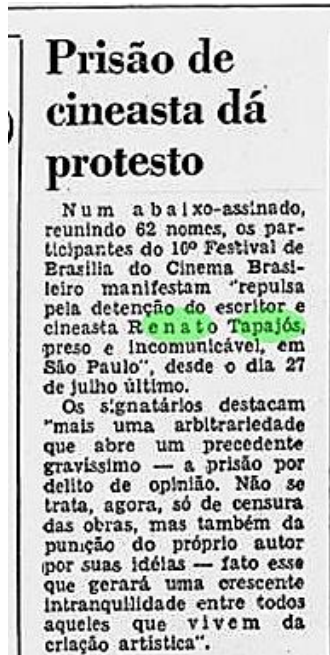 Prisão de
cineasta dá
protesto
Num abaixo-assinado,
reunindo 62 nomes, os par-
ticipantes do 10º Festival de
Brasília do Cinema Brasi-
leiro manifestam "repulsa
pela detenção do escritor e
cineasta Renato Tapajós,
preso e incomunicável, em
São Paulo", desde o dia 27
de julho último.
Os signatários destacam
"mais uma arbitrariedade
que abre um precedente
gravíssimo — a prisão por
delito de opinião. Não se
trata, agora, só de censura
das obras, mas também da
punição do próprio autor
por suas idéias — fato esse
que gerará uma crescente
intranquilidade entre todos
aqueles que vivem da
criação artística".